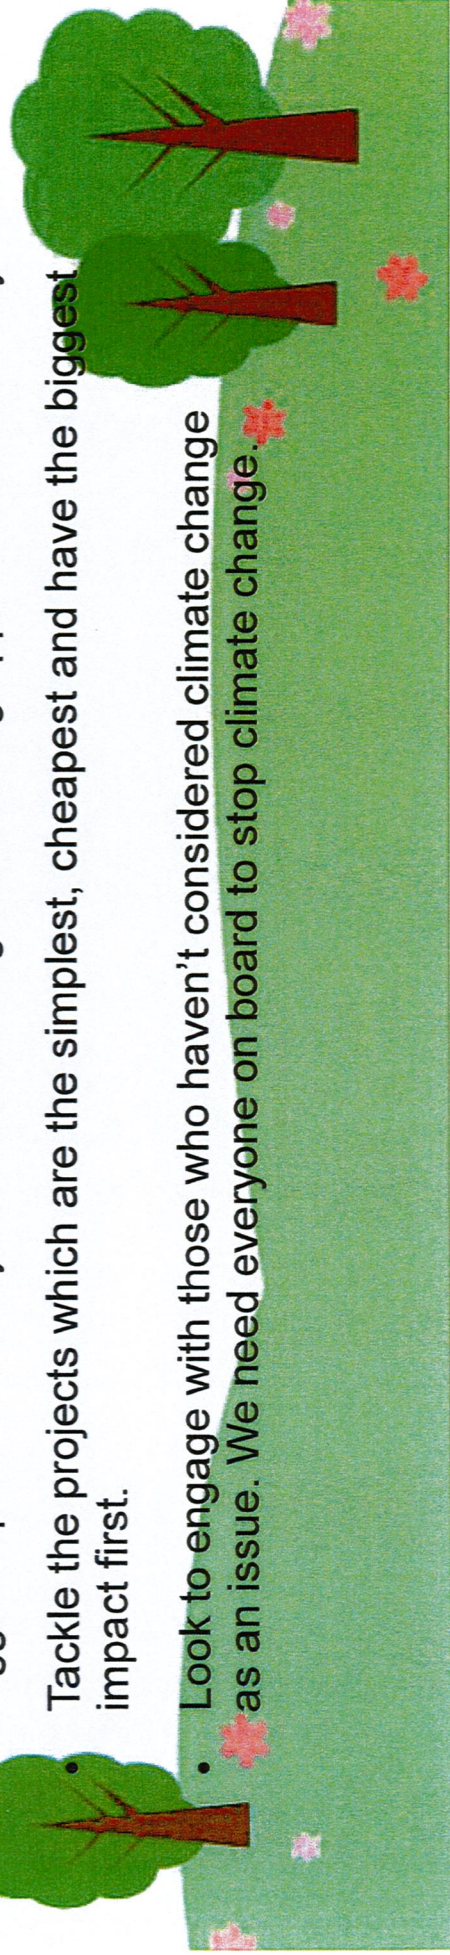 • Tackle the projects which are the simplest, cheapest and have the biggest
impact first.
• Look to engage with those who haven't considered climate change
as an issue. We need everyone on board to stop climate change.